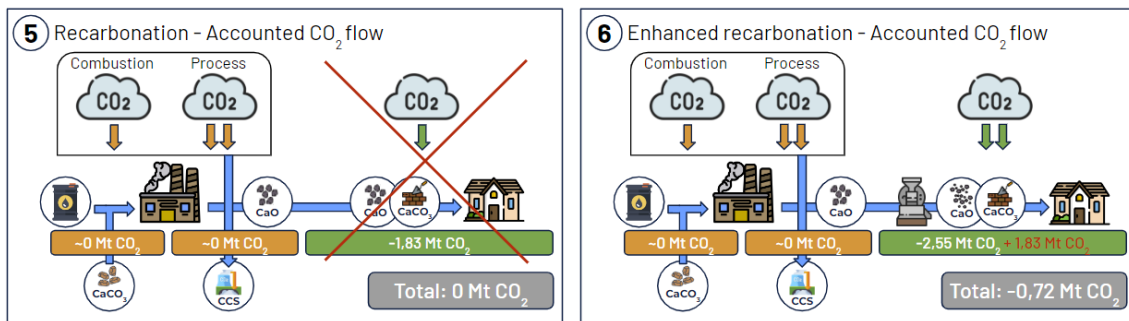 5 Recarbonation - Accounted CO₂ flow
Combustion
Process
CO₂
CO₂
CO₂
CaO
CaO
CaCO₃
~0 Mt CO₂
~0 Mt CO₂
-1,83 Mt CO₂
CaCO₃
CCS
Total: 0 Mt CO₂
6 Enhanced recarbonation - Accounted CO₂ flow
Combustion
Process
CO₂
CO₂
CO₂
CaO
CaO
CaCO₃
~0 Mt CO₂
~0 Mt CO₂
-2,55 Mt CO₂ + 1,83 Mt CO₂
CaCO₃
CCS
Total: -0,72 Mt CO₂